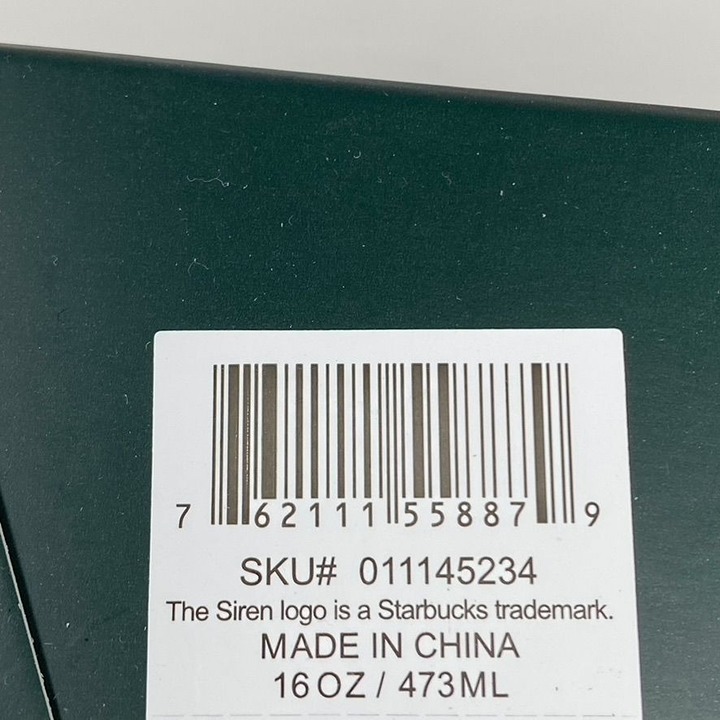 7 62111 55887 9
SKU# 011145234
The Siren logo is a Starbucks trademark.
MADE IN CHINA
16 OZ / 473ML